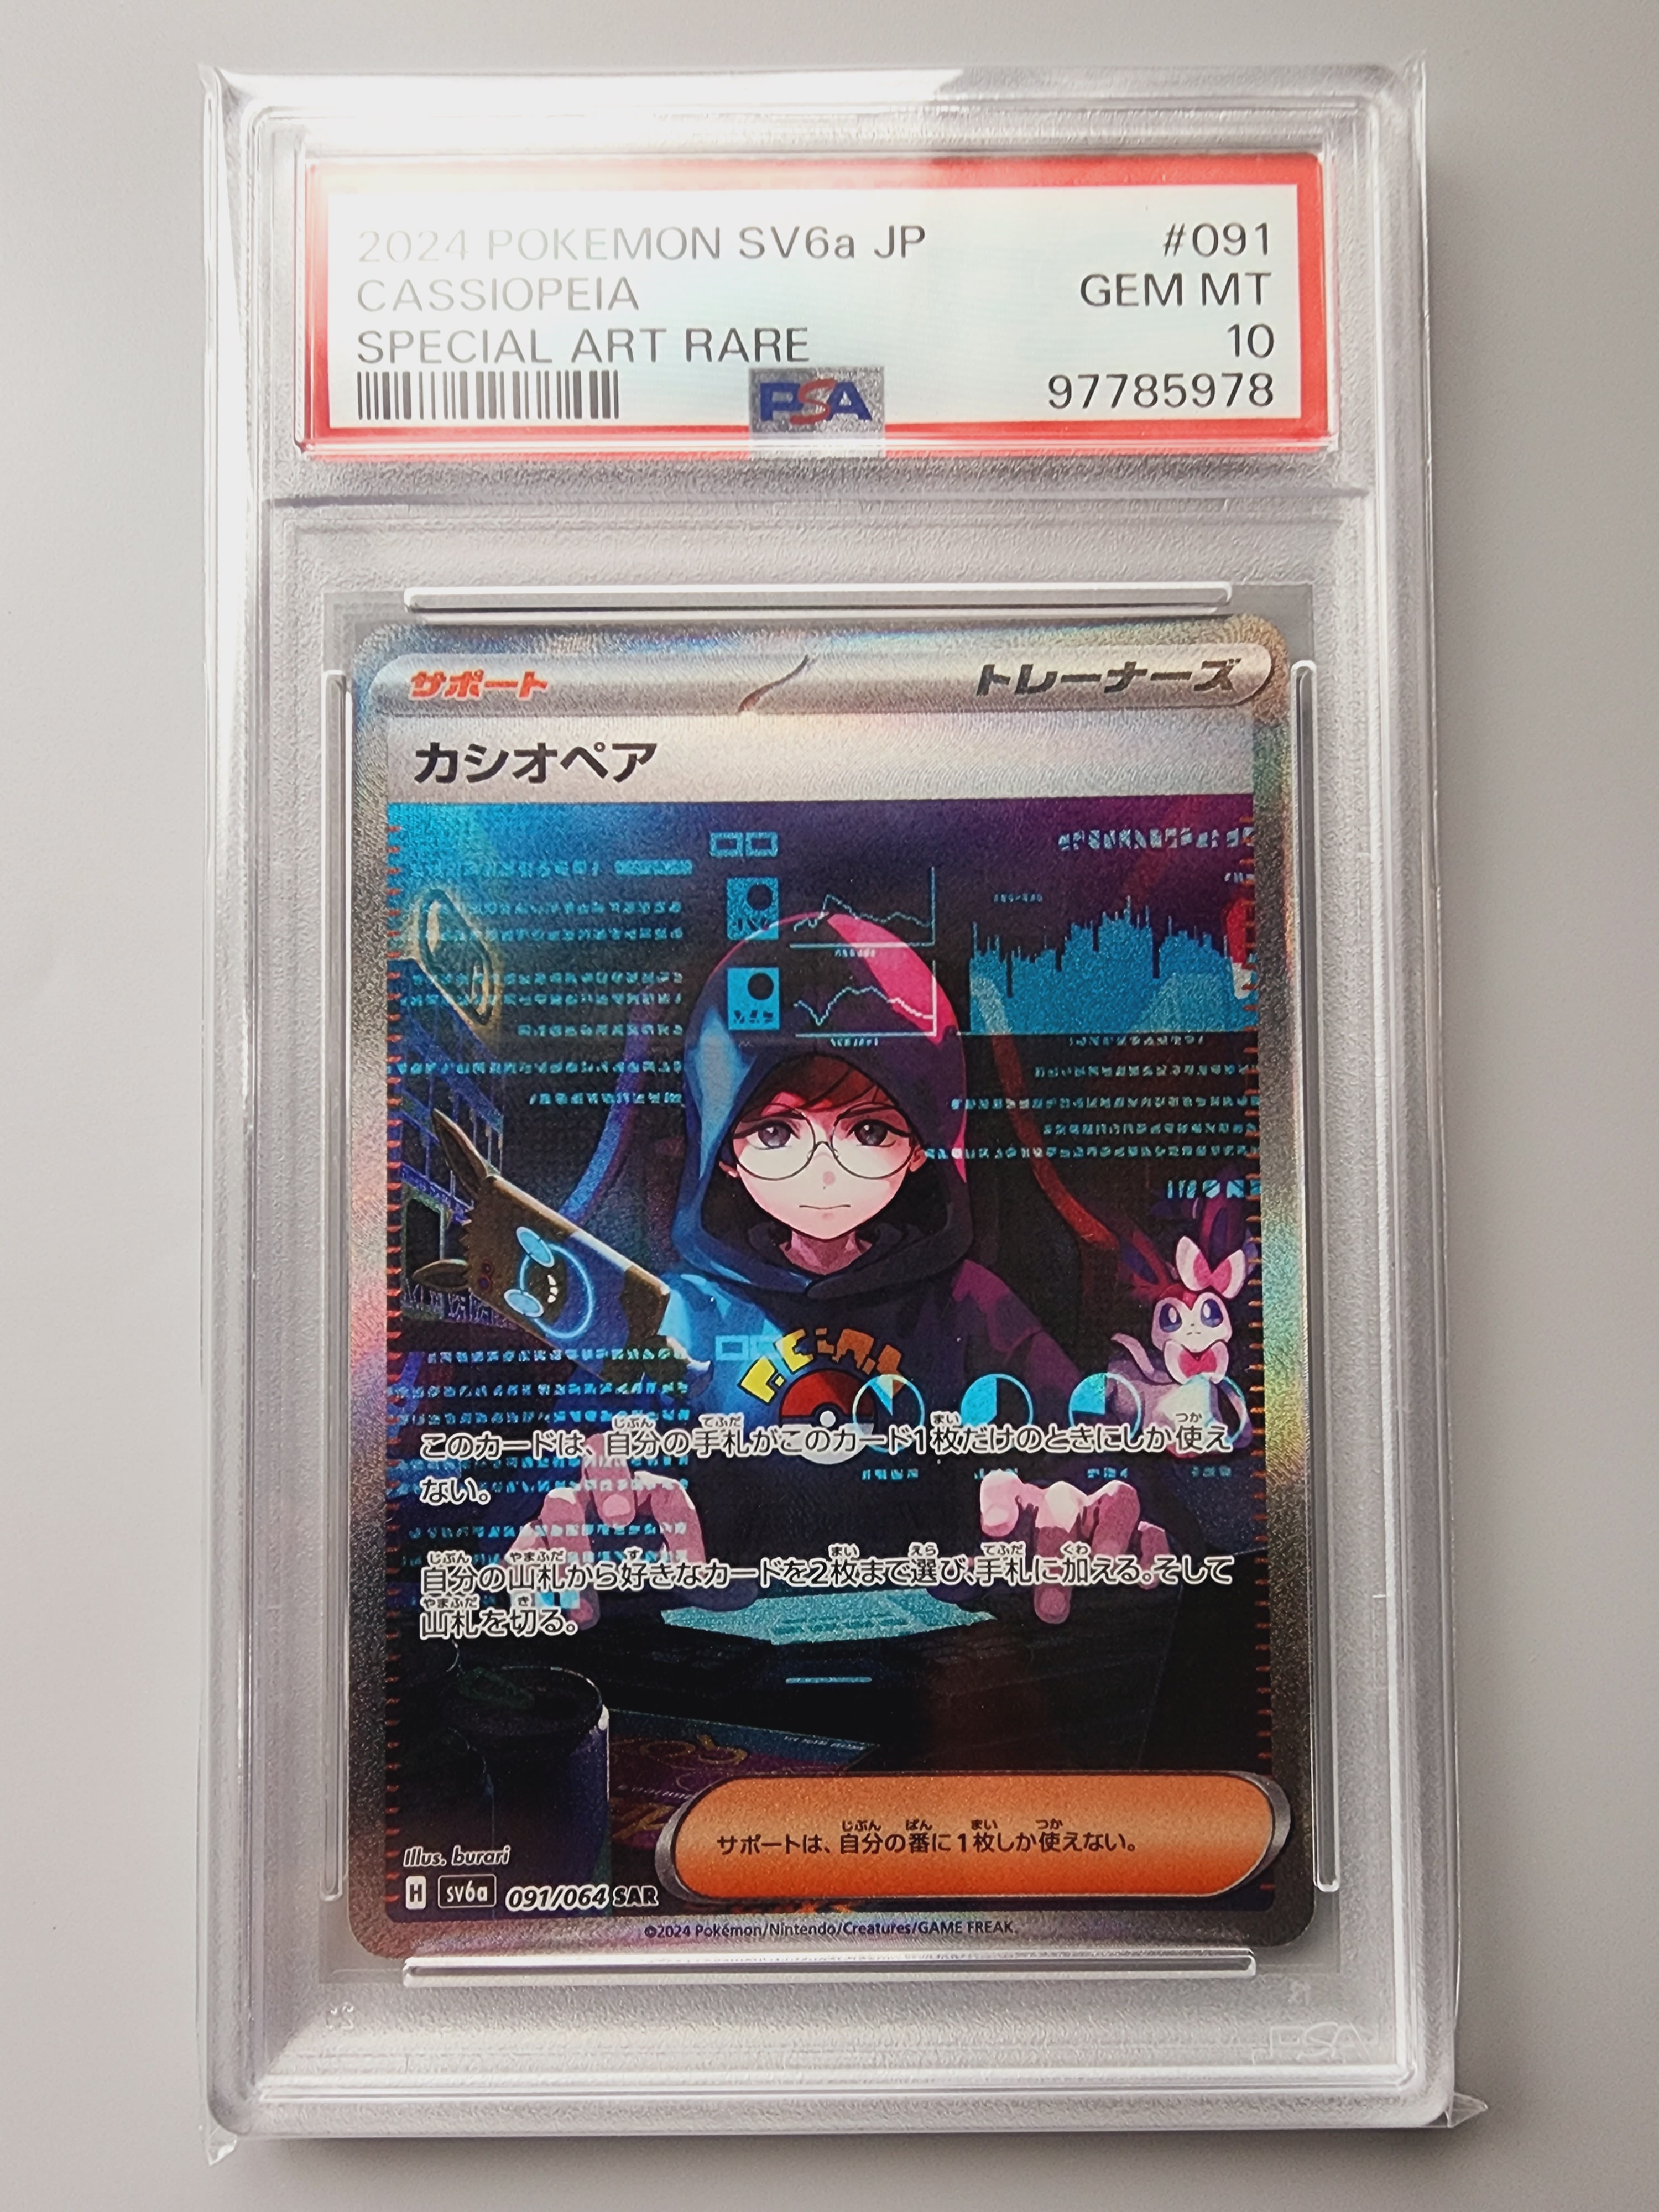 2024 POKEMON SV6a JP #091
CASSIOPEIA GEM MT
SPECIAL ART RARE 10
PSA 97785978
サポート トレーナーズ
カシオペア
このカードは、自分の手札がこのカード1枚だけのときにしか使え
ない。
自分の山札から好きなカードを2枚まで選び、手札に加える。そして
山札を切る。
サポートは、自分の番に1枚しか使えない。
Illus. burari
H sv6a 091/064 SAR
©2024 Pokémon/Nintendo/Creatures/GAME FREAK.
PSA